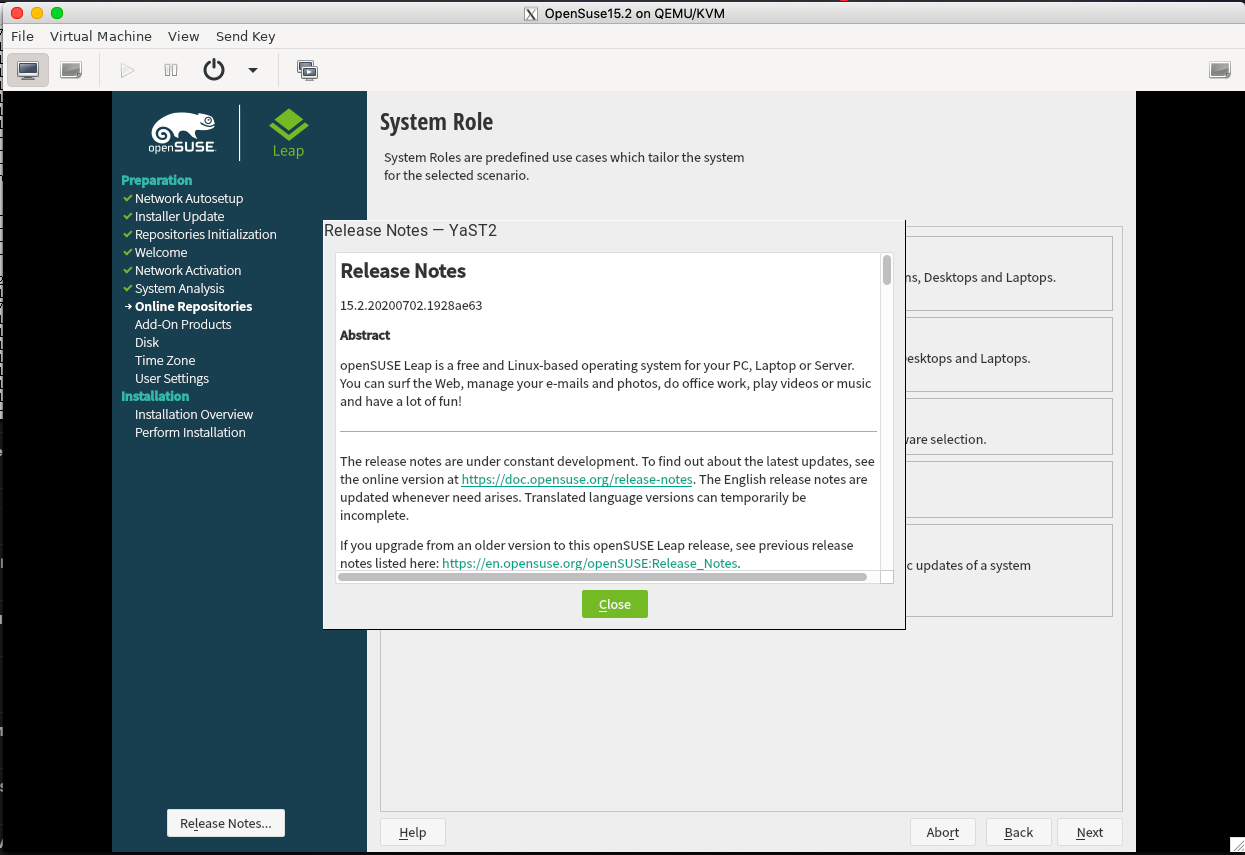 OpenSuse15.2 on QEMU/KVM
File Virtual Machine View Send Key
openSUSE
Leap
Preparation
Network Autosetup
Installer Update
Repositories Initialization
Welcome
Network Activation
System Analysis
Online Repositories
Add-On Products
Disk
Time Zone
User Settings
Installation
Installation Overview
Perform Installation
Release Notes...
System Role
System Roles are predefined use cases which tailor the system
for the selected scenario.
ns, Desktops and Laptops.
esktops and Laptops.
ware selection.
c updates of a system
Release Notes — YaST2
Release Notes
15.2.20200702.1928ae63
Abstract
openSUSE Leap is a free and Linux-based operating system for your PC, Laptop or Server.
You can surf the Web, manage your e-mails and photos, do office work, play videos or music
and have a lot of fun!
The release notes are under constant development. To find out about the latest updates, see
the online version at https://doc.opensuse.org/release-notes. The English release notes are
updated whenever need arises. Translated language versions can temporarily be
incomplete.
If you upgrade from an older version to this openSUSE Leap release, see previous release
notes listed here: https://en.opensuse.org/openSUSE:Release_Notes.
Close
Help Abort Back Next